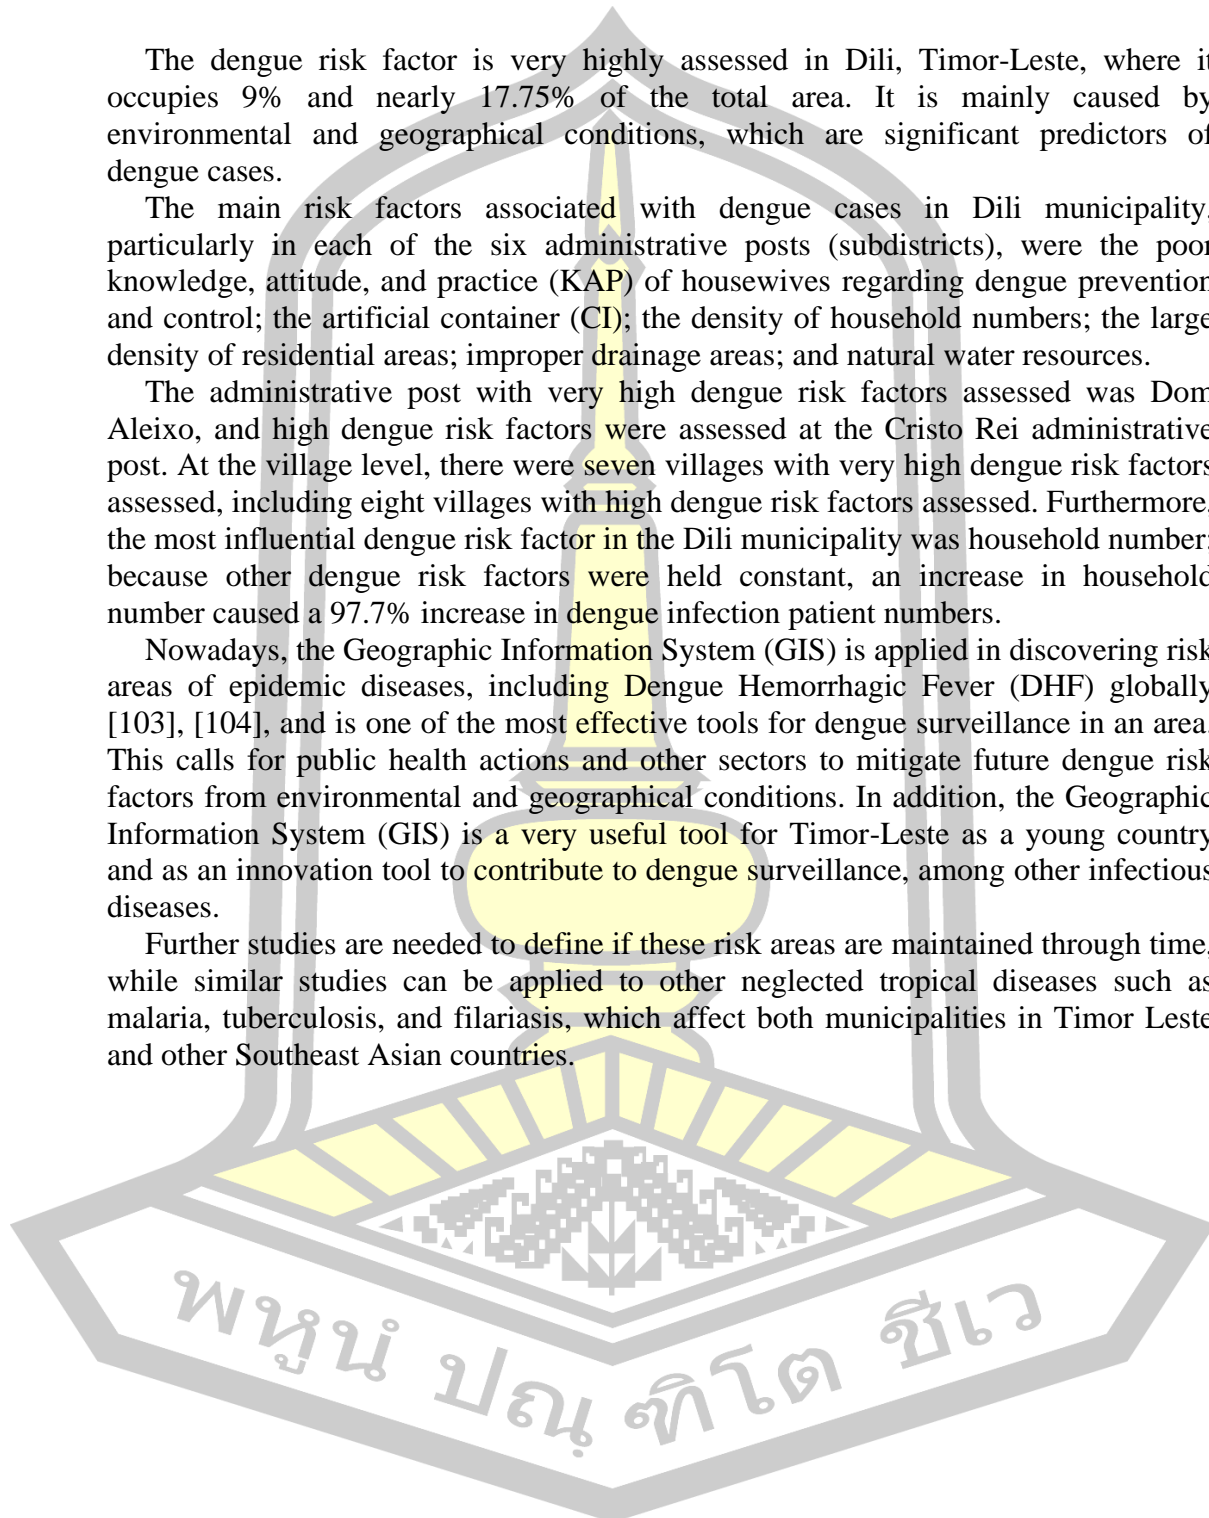 The dengue risk factor is very highly assessed in Dili, Timor-Leste, where it
occupies 9% and nearly 17.75% of the total area. It is mainly caused by
environmental and geographical conditions, which are significant predictors of
dengue cases.
The main risk factors associated with dengue cases in Dili municipality,
particularly in each of the six administrative posts (subdistricts), were the poor
knowledge, attitude, and practice (KAP) of housewives regarding dengue prevention
and control; the artificial container (CI); the density of household numbers; the large
density of residential areas; improper drainage areas; and natural water resources.
The administrative post with very high dengue risk factors assessed was Dom
Aleixo, and high dengue risk factors were assessed at the Cristo Rei administrative
post. At the village level, there were seven villages with very high dengue risk factors
assessed, including eight villages with high dengue risk factors assessed. Furthermore,
the most influential dengue risk factor in the Dili municipality was household number;
because other dengue risk factors were held constant, an increase in household
number caused a 97.7% increase in dengue infection patient numbers.
Nowadays, the Geographic Information System (GIS) is applied in discovering risk
areas of epidemic diseases, including Dengue Hemorrhagic Fever (DHF) globally
[103], [104], and is one of the most effective tools for dengue surveillance in an area.
This calls for public health actions and other sectors to mitigate future dengue risk
factors from environmental and geographical conditions. In addition, the Geographic
Information System (GIS) is a very useful tool for Timor-Leste as a young country
and as an innovation tool to contribute to dengue surveillance, among other infectious
diseases.
Further studies are needed to define if these risk areas are maintained through time,
while similar studies can be applied to other neglected tropical diseases such as
malaria, tuberculosis, and filariasis, which affect both municipalities in Timor Leste
and other Southeast Asian countries.
พหูนํ ปณฺฑิโต ชีเว